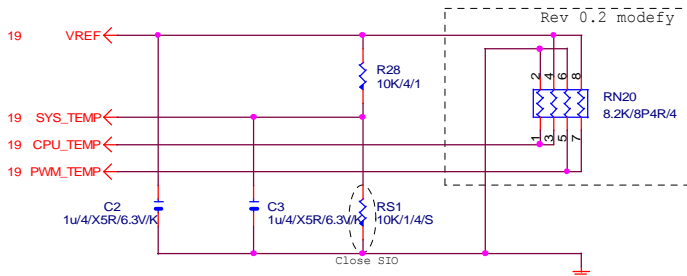 Rev 0.2 modefy
19 VREF
R28
10K/4/1
2 4 6 8
RN20
8.2K/8P4R/4
19 SYS_TEMP
19 CPU_TEMP
1 3 5 7
19 PWM_TEMP
C2
1u/4/X5R/6.3V/K
C3
1u/4/X5R/6.3V/K
RS1
10K/1/4/S
Close SIO